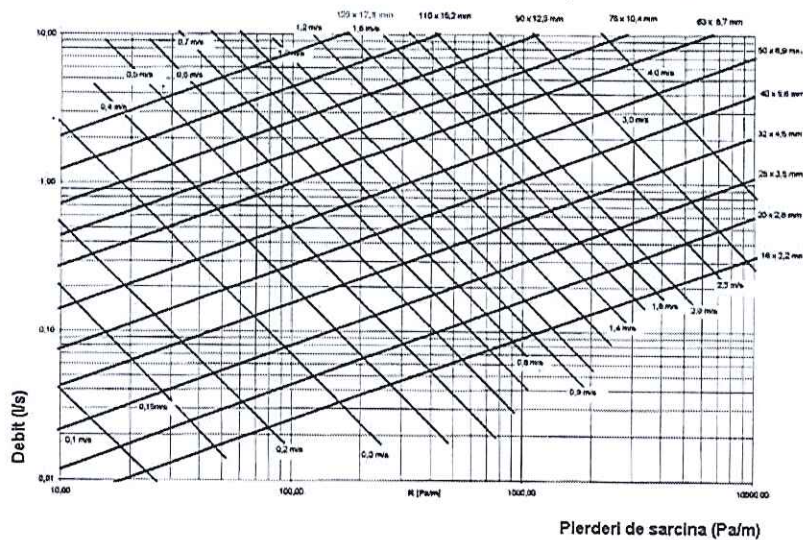 125 x 17,1 mm 110 x 15,2 mm 90 x 12,3 mm 75 x 10,4 mm 63 x 8,7 mm
1,2 m/s 1,6 m/s
10,00
0,7 m/s
50 x 6,9 mm
0,5 m/s 0,6 m/s
4,0 m/s
40 x 5,6 mm
0,4 m/s
3,0 m/s
32 x 4,5 mm
1,00
25 x 3,5 mm
20 x 2,8 mm
16 x 2,2 mm
2,5 m/s
2,0 m/s
1,8 m/s
0,10
1,4 m/s
0,8 m/s
0,9 m/s
0,15m/s
0,1 m/s
0,2 m/s 0,3 m/s
Debit (l/s)
0,01
10,00 100,00 R [Pa/m] 1000,00 10000,00
Pierderi de sarcina (Pa/m)